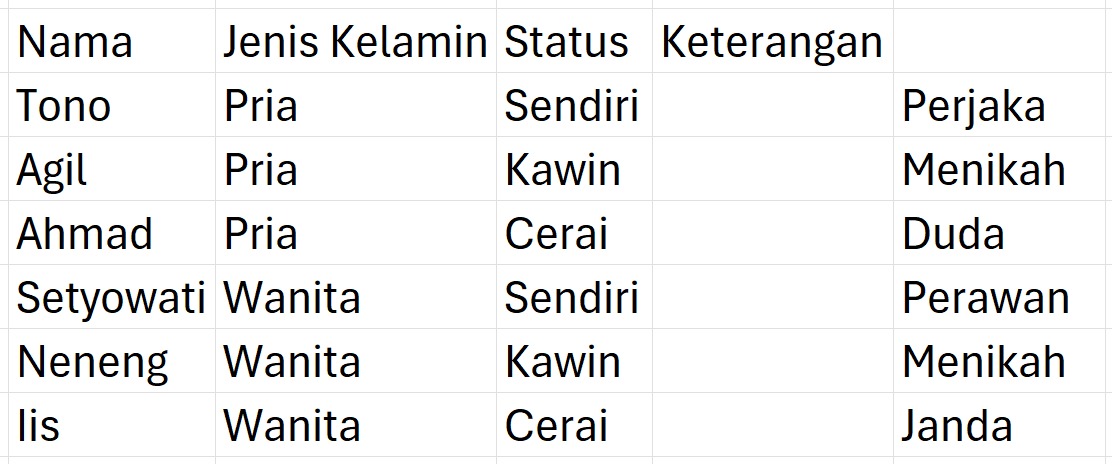 Nama Jenis Kelamin Status Keterangan
Tono Pria Sendiri Perjaka
Agil Pria Kawin Menikah
Ahmad Pria Cerai Duda
Setyowati Wanita Sendiri Perawan
Neneng Wanita Kawin Menikah
Iis Wanita Cerai Janda